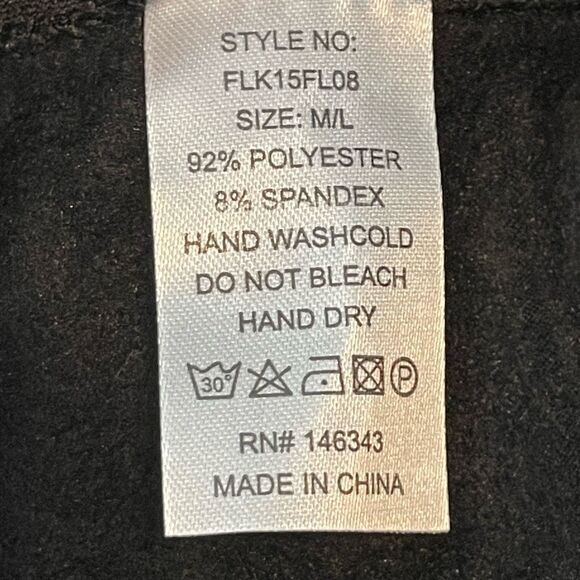 STYLE NO:
FLK15FL08
SIZE: M/L
92% POLYESTER
8% SPANDEX
HAND WASHCOLD
DO NOT BLEACH
HAND DRY
30° P
RN# 146343
MADE IN CHINA